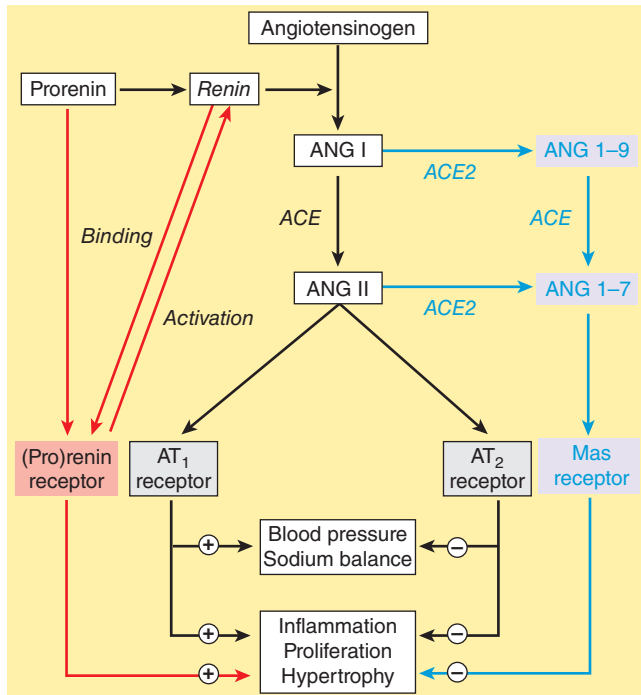 Angiotensinogen
Prorenin
Renin
ANG I
ACE2
ANG 1–9
Binding
ACE
ACE
Activation
ANG II
ACE2
ANG 1–7
(Pro)renin
receptor
AT1
receptor
AT2
receptor
Mas
receptor
+
Blood pressure
Sodium balance
–
+
Inflammation
Proliferation
Hypertrophy
–
+
–